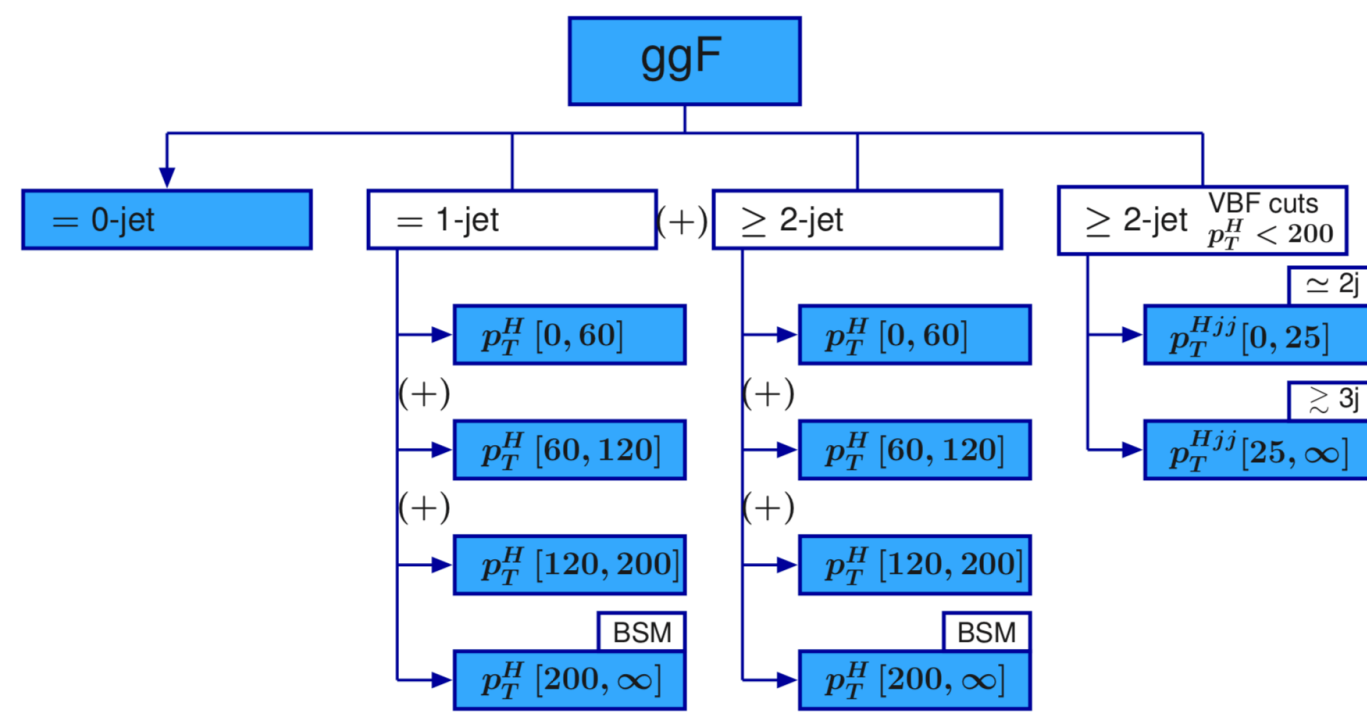 ggF
= 0-jet
= 1-jet
(+)
≥ 2-jet
≥ 2-jet VBF cuts
p_T^H < 200
p_T^H [0, 60]
(+)
p_T^H [60, 120]
(+)
p_T^H [120, 200]
BSM
p_T^H [200, ∞]
p_T^H [0, 60]
(+)
p_T^H [60, 120]
(+)
p_T^H [120, 200]
BSM
p_T^H [200, ∞]
≃ 2j
p_T^{Hjj} [0, 25]
≳ 3j
p_T^{Hjj} [25, ∞]